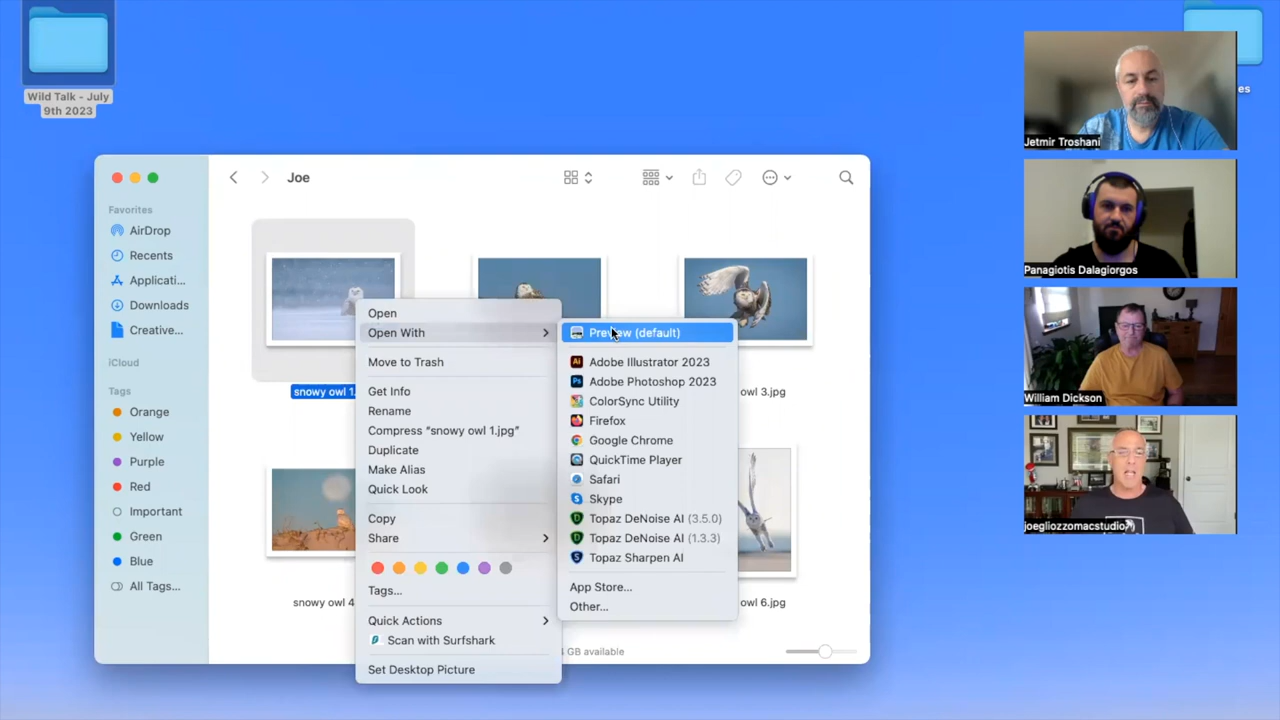 Wild Talk - July
9th 2023
es
Joe
Favorites
AirDrop
Recents
Applicati...
Downloads
Creative...
iCloud
Tags
Orange
Yellow
Purple
Red
Important
Green
Blue
All Tags...
snowy owl 1.
owl 3.jpg
snowy owl 4
owl 6.jpg
GB available
Open
Open With
Move to Trash
Get Info
Rename
Compress “snowy owl 1.jpg”
Duplicate
Make Alias
Quick Look
Copy
Share
Tags...
Quick Actions
Scan with Surfshark
Set Desktop Picture
Preview (default)
Adobe Illustrator 2023
Adobe Photoshop 2023
ColorSync Utility
Firefox
Google Chrome
QuickTime Player
Safari
Skype
Topaz DeNoise AI (3.5.0)
Topaz DeNoise AI (1.3.3)
Topaz Sharpen AI
App Store...
Other...
Jetmir Troshani
Panagiotis Dalagiorgos
William Dickson
joegliozzomacstudio